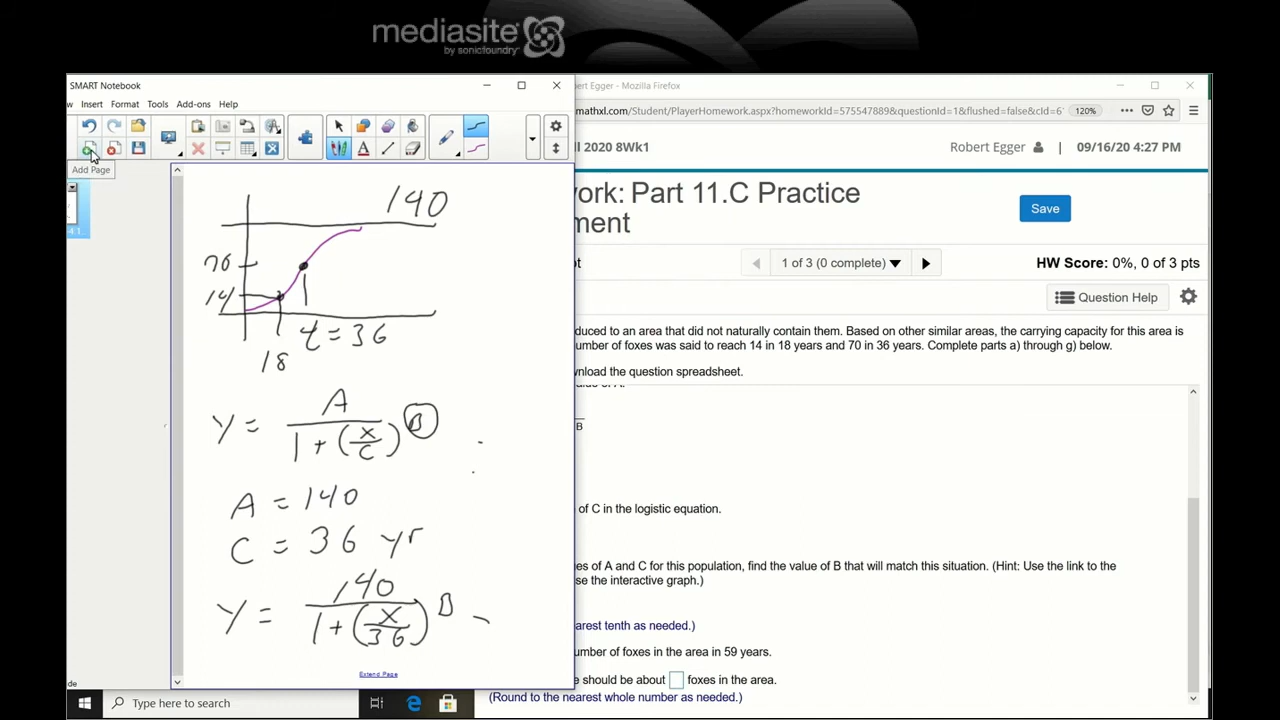 mediasite
by sonicfoundry
SMART Notebook
w Insert Format Tools Add-ons Help
Add Page
140
70
14
t = 36
18
Y = A / 1 + (x/c)^B
A = 140
C = 36 yr
Y = 140 / 1 + (x/36)^B
Extend Page
de
ert Egger - Mozilla Firefox
mathxl.com/Student/PlayerHomework.aspx?homeworkId=575547889&questionId=1&flushed=false&cId=6 120%
ll 2020 8Wk1
Robert Egger
09/16/20 4:27 PM
ork: Part 11.C Practice
ment
Save
pt
1 of 3 (0 complete)
HW Score: 0%, 0 of 3 pts
Question Help
duced to an area that did not naturally contain them. Based on other similar areas, the carrying capacity for this area is
umber of foxes was said to reach 14 in 18 years and 70 in 36 years. Complete parts a) through g) below.
wnload the question spreadsheet.
value of A.
B
of C in the logistic equation.
es of A and C for this population, find the value of B that will match this situation. (Hint: Use the link to the
se the interactive graph.)
earest tenth as needed.)
umber of foxes in the area in 59 years.
e should be about foxes in the area.
(Round to the nearest whole number as needed.)
Type here to search